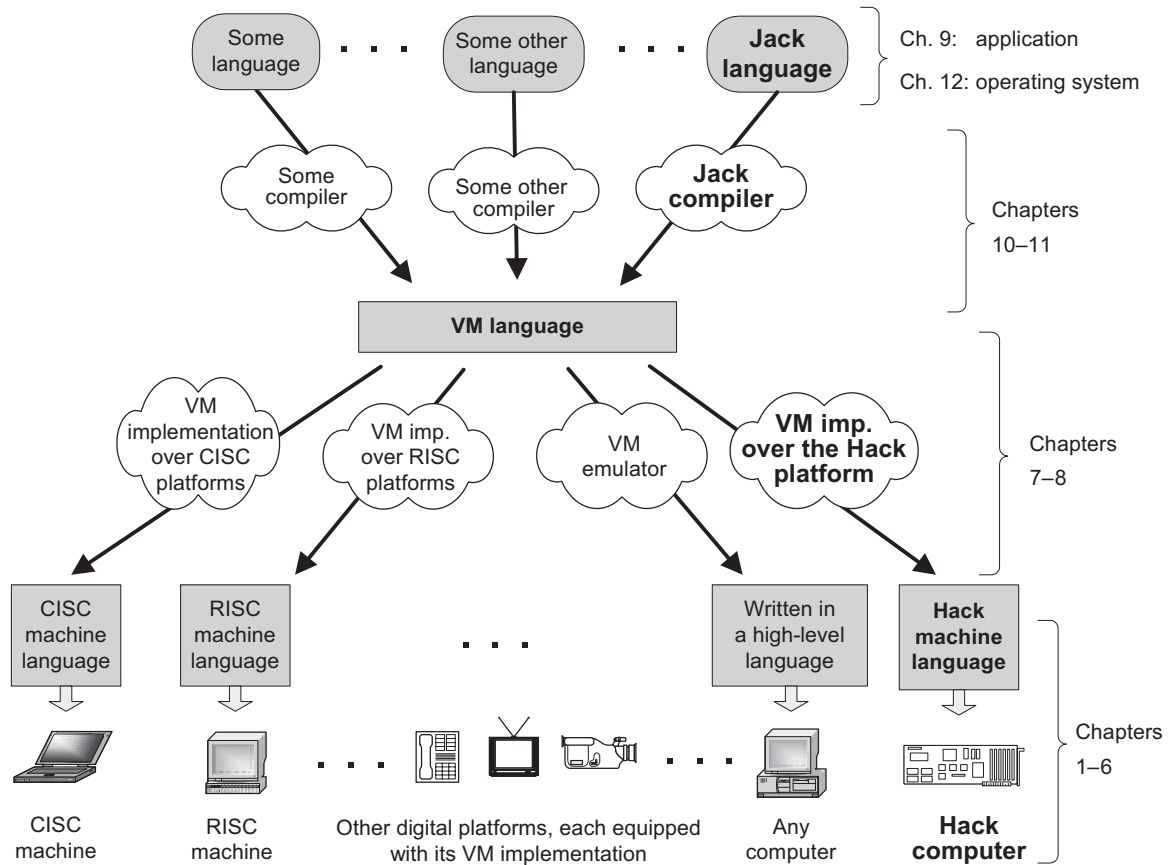 Some
language
Some other
language
Jack
language
Ch. 9: application
Ch. 12: operating system
Some
compiler
Some other
compiler
Jack
compiler
Chapters
10–11
VM language
VM
implementation
over CISC
platforms
VM imp.
over RISC
platforms
VM
emulator
VM imp.
over the Hack
platform
Chapters
7–8
CISC
machine
language
RISC
machine
language
Written in
a high-level
language
Hack
machine
language
Chapters
1–6
CISC
machine
RISC
machine
Other digital platforms, each equipped
with its VM implementation
Any
computer
Hack
computer